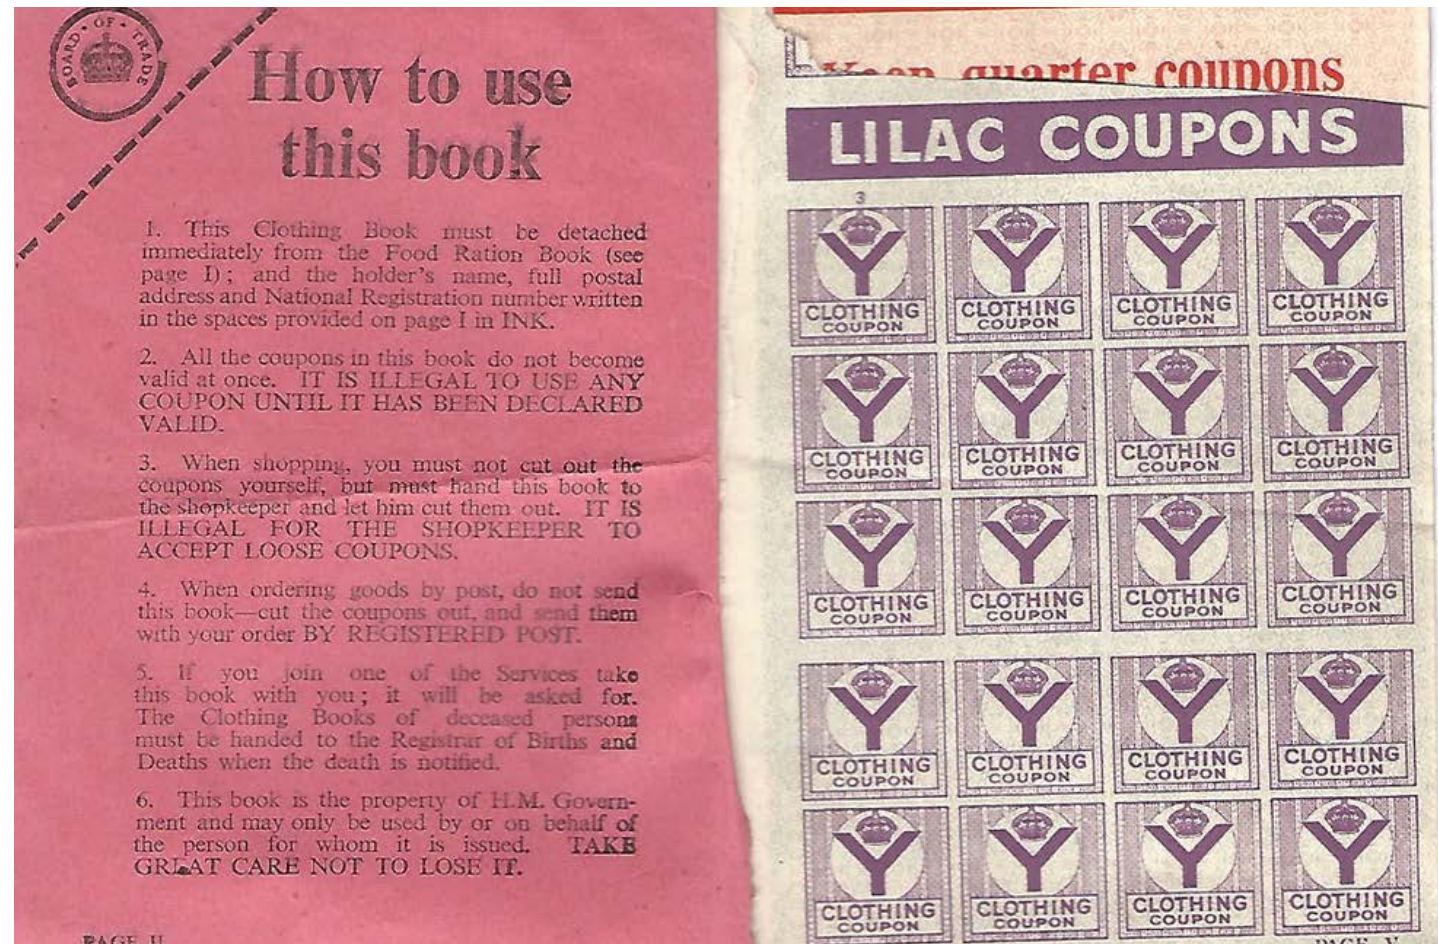 BOARD · OF · TRADE
How to use
this book
1. This Clothing Book must be detached
immediately from the Food Ration Book (see
page I) ; and the holder's name, full postal
address and National Registration number written
in the spaces provided on page I in INK.
2. All the coupons in this book do not become
valid at once. IT IS ILLEGAL TO USE ANY
COUPON UNTIL IT HAS BEEN DECLARED
VALID.
3. When shopping, you must not cut out the
coupons yourself, but must hand this book to
the shopkeeper and let him cut them out. IT IS
ILLEGAL FOR THE SHOPKEEPER TO
ACCEPT LOOSE COUPONS.
4. When ordering goods by post, do not send
this book—cut the coupons out, and send them
with your order BY REGISTERED POST.
5. If you join one of the Services take
this book with you ; it will be asked for.
The Clothing Books of deceased persons
must be handed to the Registrar of Births and
Deaths when the death is notified.
6. This book is the property of H.M. Govern-
ment and may only be used by or on behalf of
the person for whom it is issued. TAKE
GREAT CARE NOT TO LOSE IT.
PAGE II
Keep quarter coupons
LILAC COUPONS
3
Y Y Y Y
CLOTHING CLOTHING CLOTHING CLOTHING
COUPON COUPON COUPON COUPON
Y Y Y Y
CLOTHING CLOTHING CLOTHING CLOTHING
COUPON COUPON COUPON COUPON
Y Y Y Y
CLOTHING CLOTHING CLOTHING CLOTHING
COUPON COUPON COUPON COUPON
Y Y Y Y
CLOTHING CLOTHING CLOTHING CLOTHING
COUPON COUPON COUPON COUPON
Y Y Y Y
CLOTHING CLOTHING CLOTHING CLOTHING
COUPON COUPON COUPON COUPON
PAGE V